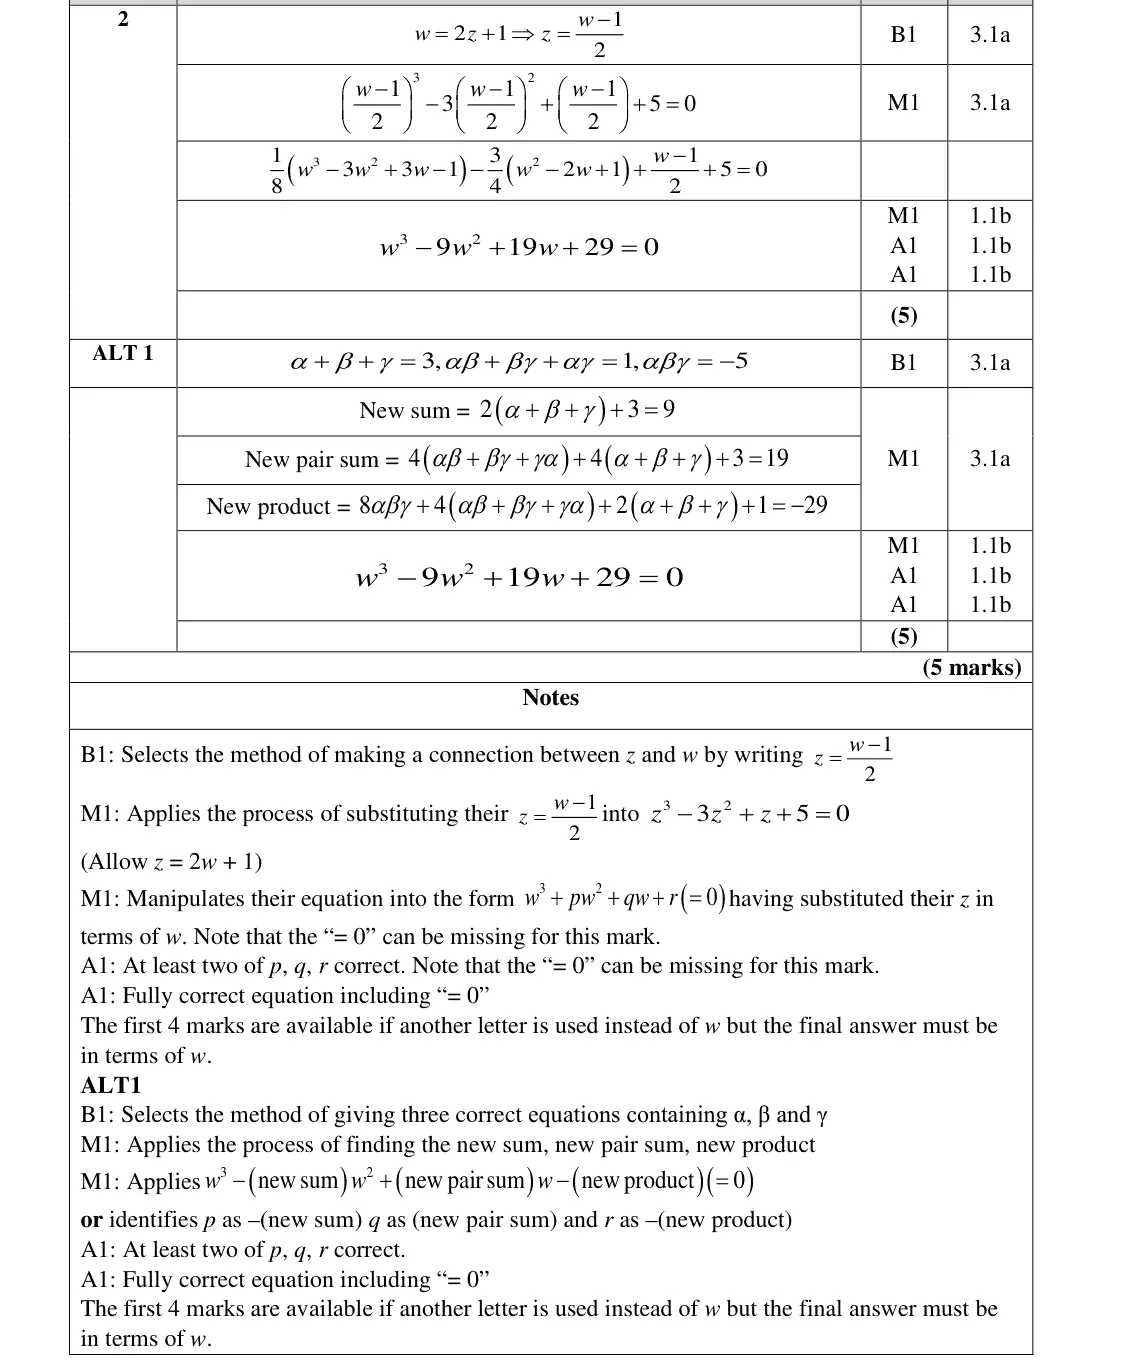 2
w = 2z + 1 ⇒ z = (w − 1)/2
B1 3.1a
((w − 1)/2)³ − 3((w − 1)/2)² + ((w − 1)/2) + 5 = 0
M1 3.1a
1/8(w³ − 3w² + 3w − 1) − 3/4(w² − 2w + 1) + (w − 1)/2 + 5 = 0
w³ − 9w² + 19w + 29 = 0
M1 1.1b
A1 1.1b
A1 1.1b
(5)
ALT 1
α + β + γ = 3, αβ + βγ + αγ = 1, αβγ = −5
B1 3.1a
New sum = 2(α + β + γ) + 3 = 9
New pair sum = 4(αβ + βγ + γα) + 4(α + β + γ) + 3 = 19
M1 3.1a
New product = 8αβγ + 4(αβ + βγ + γα) + 2(α + β + γ) + 1 = −29
w³ − 9w² + 19w + 29 = 0
M1 1.1b
A1 1.1b
A1 1.1b
(5)
(5 marks)
Notes
B1: Selects the method of making a connection between z and w by writing z = (w − 1)/2
M1: Applies the process of substituting their z = (w − 1)/2 into z³ − 3z² + z + 5 = 0
(Allow z = 2w + 1)
M1: Manipulates their equation into the form w³ + pw² + qw + r (= 0) having substituted their z in
terms of w. Note that the “= 0” can be missing for this mark.
A1: At least two of p, q, r correct. Note that the “= 0” can be missing for this mark.
A1: Fully correct equation including “= 0”
The first 4 marks are available if another letter is used instead of w but the final answer must be
in terms of w.
ALT1
B1: Selects the method of giving three correct equations containing α, β and γ
M1: Applies the process of finding the new sum, new pair sum, new product
M1: Applies w³ − (new sum) w² + (new pair sum) w − (new product) (= 0)
or identifies p as –(new sum) q as (new pair sum) and r as –(new product)
A1: At least two of p, q, r correct.
A1: Fully correct equation including “= 0”
The first 4 marks are available if another letter is used instead of w but the final answer must be
in terms of w.